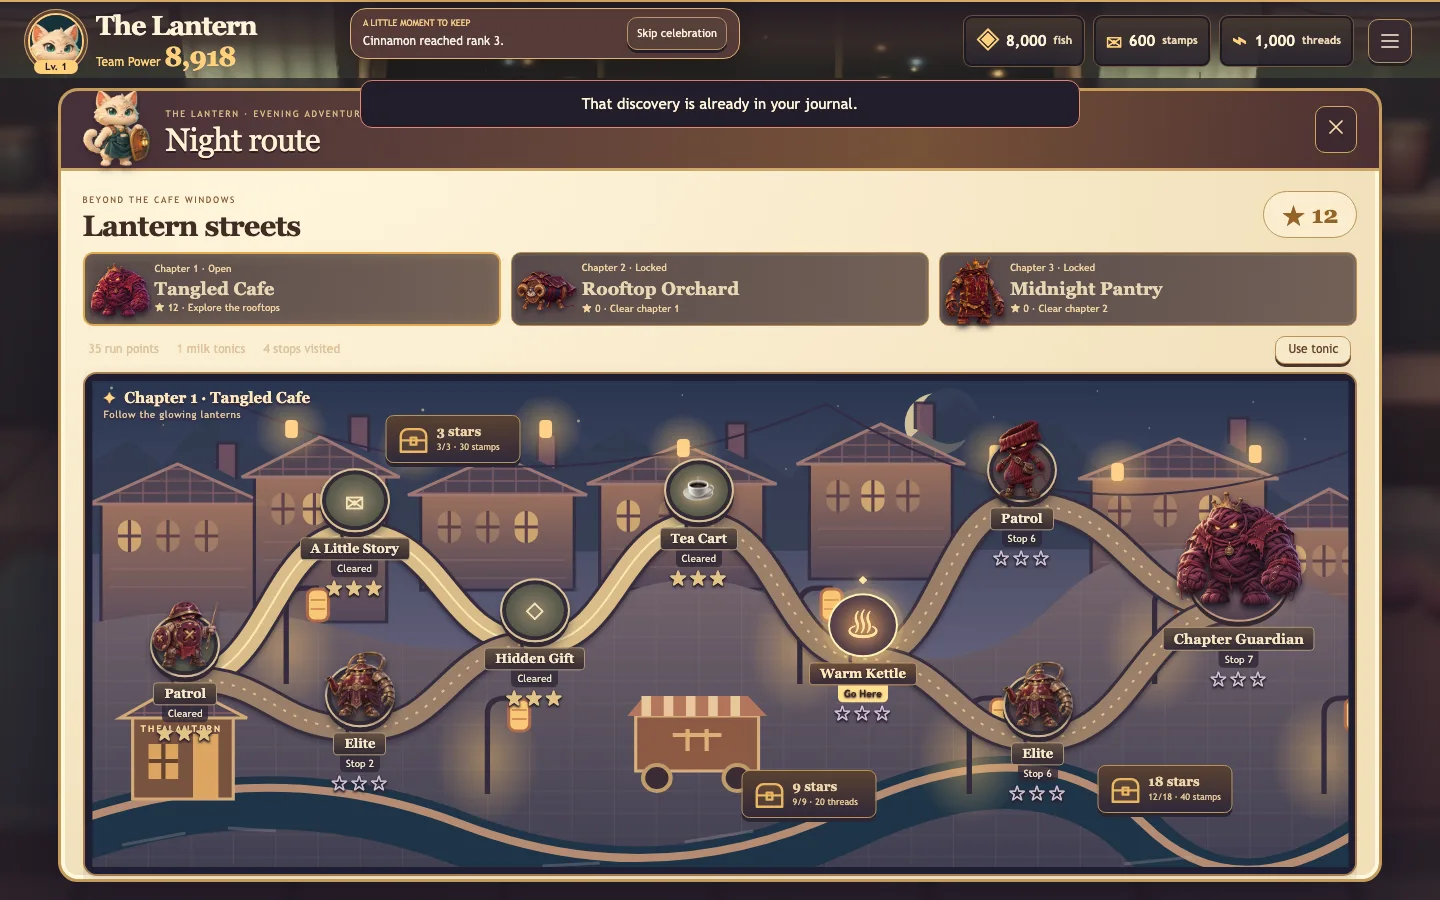 The Lantern
Team Power 8,918
Lv. 1
A LITTLE MOMENT TO KEEP
Cinnamon reached rank 3.
Skip celebration
8,000 fish
600 stamps
1,000 threads
That discovery is already in your journal.
THE LANTERN · EVENING ADVENTUR
Night route
BEYOND THE CAFE WINDOWS
Lantern streets
★ 12
Chapter 1 · Open
Tangled Cafe
★ 12 · Explore the rooftops
Chapter 2 · Locked
Rooftop Orchard
★ 0 · Clear chapter 1
Chapter 3 · Locked
Midnight Pantry
★ 0 · Clear chapter 2
35 run points
1 milk tonics
4 stops visited
Use tonic
Chapter 1 · Tangled Cafe
Follow the glowing lanterns
3 stars
3/3 · 30 stamps
A Little Story
Cleared
Tea Cart
Cleared
Patrol
Stop 6
Hidden Gift
Cleared
Chapter Guardian
Stop 7
Warm Kettle
Go Here
Patrol
Cleared
THE LANTERN
Elite
Stop 2
Elite
Stop 6
9 stars
9/9 · 20 threads
18 stars
12/18 · 40 stamps